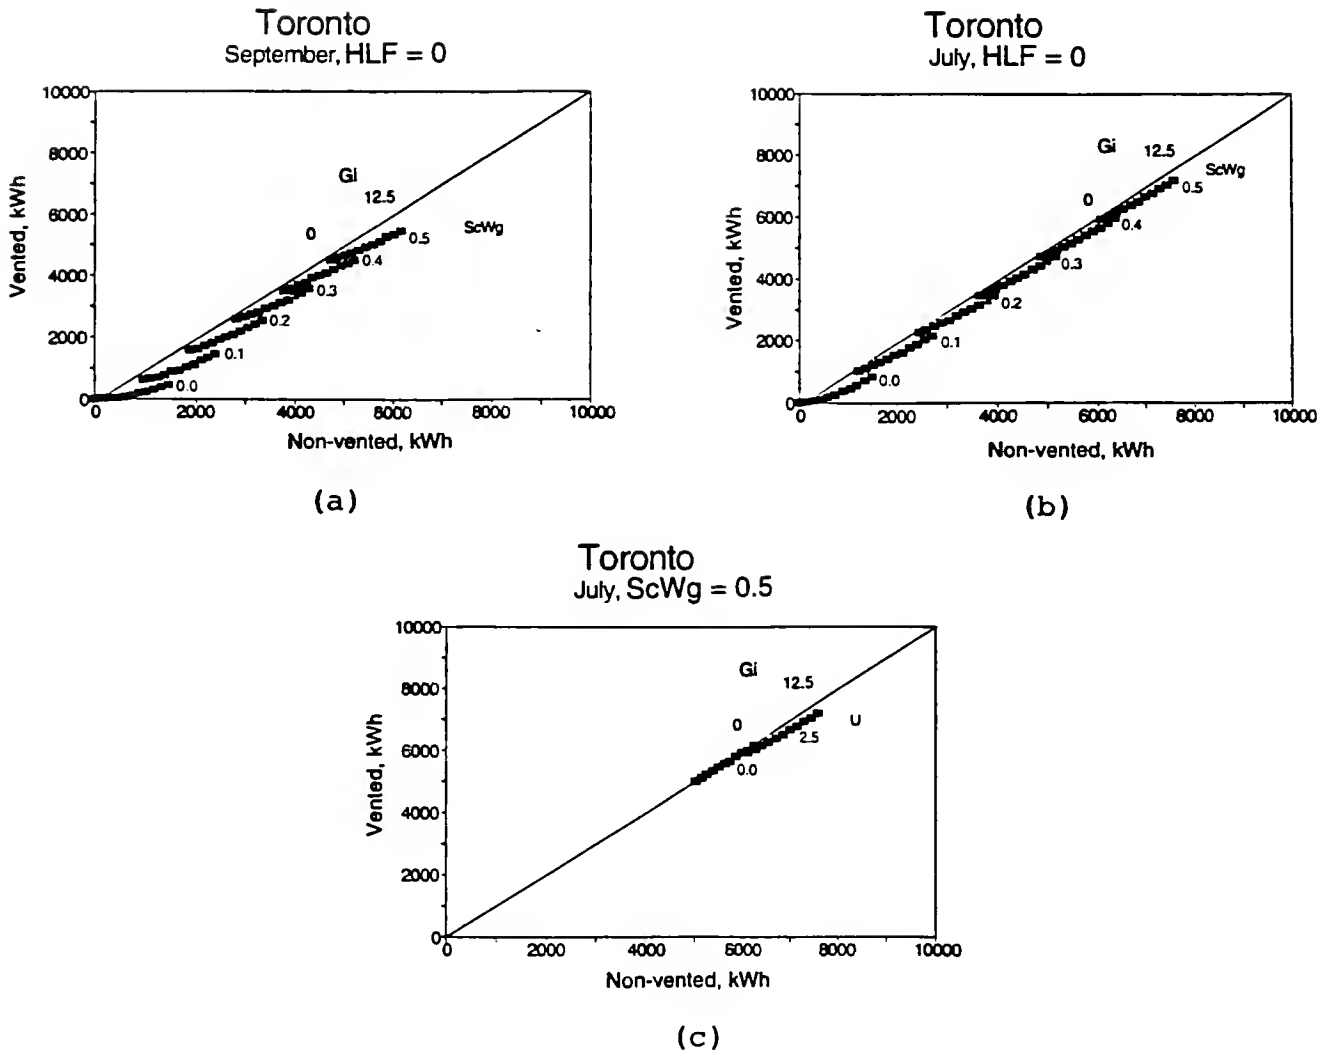 Toronto
September, HLF = 0
10000
8000
6000
4000
2000
0
Vented, kWh
Gi
12.5
0
ScWg
0.5
0.4
0.3
0.2
0.1
0.0
0
2000
4000
6000
8000
10000
Non-vented, kWh
(a)
Toronto
July, HLF = 0
10000
8000
6000
4000
2000
0
Vented, kWh
Gi
12.5
0
ScWg
0.5
0.4
0.3
0.2
0.1
0.0
0
2000
4000
6000
8000
10000
Non-vented, kWh
(b)
Toronto
July, ScWg = 0.5
10000
8000
6000
4000
2000
0
Vented, kWh
Gi
12.5
0
U
2.5
0.0
0
2000
4000
6000
8000
10000
Non-vented, kWh
(c)